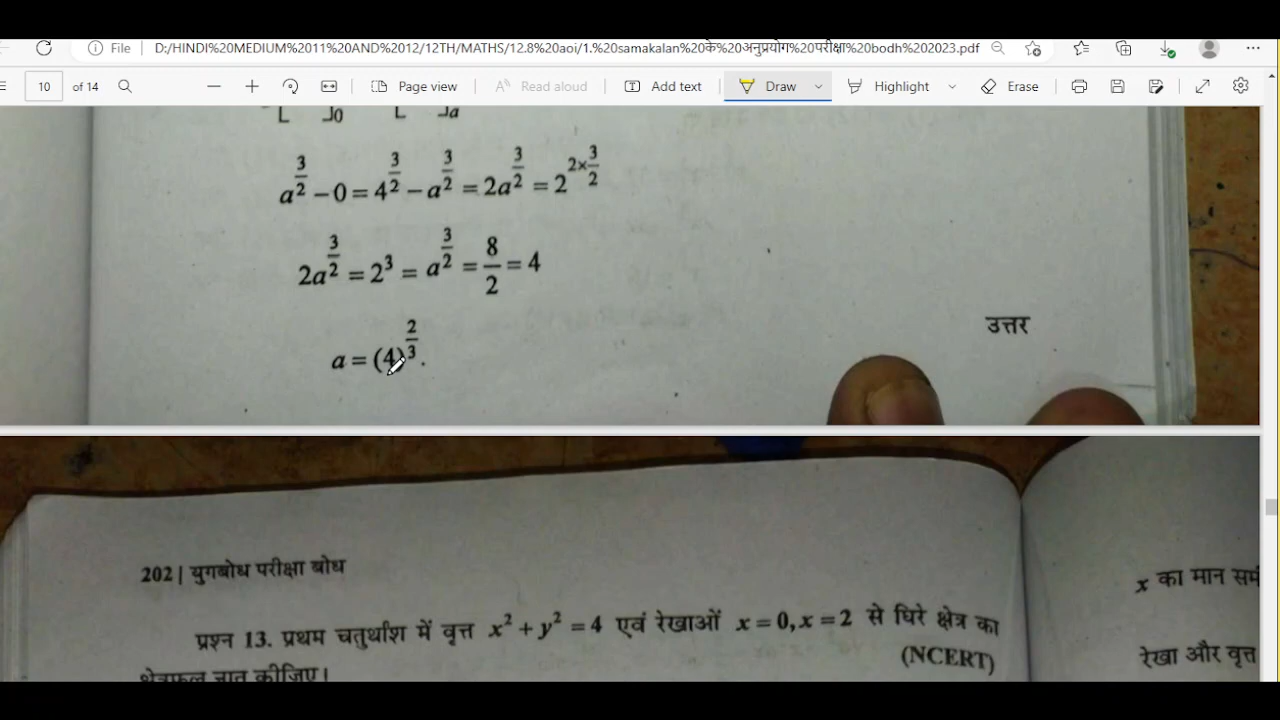 File D:/HINDI%20MEDIUM%2011%20AND%2012/12TH/MATHS/12.8%20aoi/1.%20samakalan%20के%20अनुप्रयोग%20परीक्षा%20bodh%202023.pdf
10 of 14 Page view Read aloud Add text Draw Highlight Erase
[ ]0 [ ]a
a^(3/2) − 0 = 4^(3/2) − a^(3/2) = 2a^(3/2) = 2^(2×3/2)
2a^(3/2) = 2^3 = a^(3/2) = 8/2 = 4
उत्तर
a = (4)^(2/3).
202 | युगबोध परीक्षा बोध
x का मान
प्रश्न 13. प्रथम चतुर्थांश में वृत्त x² + y² = 4 एवं रेखाओं x = 0, x = 2 से घिरे क्षेत्र का
क्षेत्रफल ज्ञात कीजिए।
(NCERT)
रेखा और वृत्त